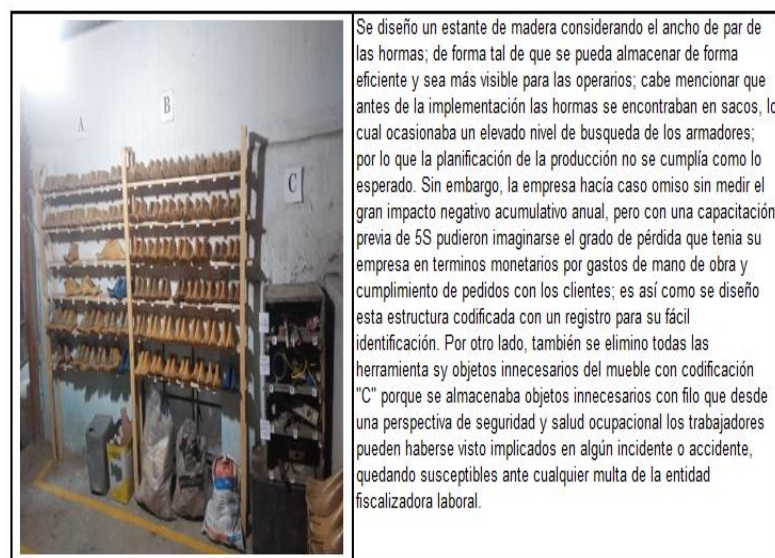 A
B
C
Se diseño un estante de madera considerando el ancho de par de
las hormas; de forma tal de que se pueda almacenar de forma
eficiente y sea más visible para las operarios; cabe mencionar que
antes de la implementación las hormas se encontraban en sacos, lo
cual ocasionaba un elevado nivel de busqueda de los armadores;
por lo que la planificación de la producción no se cumplía como lo
esperado. Sin embargo, la empresa hacía caso omiso sin medir el
gran impacto negativo acumulativo anual, pero con una capacitación
previa de 5S pudieron imaginarse el grado de pérdida que tenia su
empresa en terminos monetarios por gastos de mano de obra y
cumplimiento de pedidos con los clientes; es así como se diseño
esta estructura codificada con un registro para su fácil
identificación. Por otro lado, también se elimino todas las
herramienta sy objetos innecesarios del mueble con codificación
"C" porque se almacenaba objetos innecesarios con filo que desde
una perspectiva de seguridad y salud ocupacional los trabajadores
pueden haberse visto implicados en algún incidente o accidente,
quedando susceptibles ante cualquier multa de la entidad
fiscalizadora laboral.